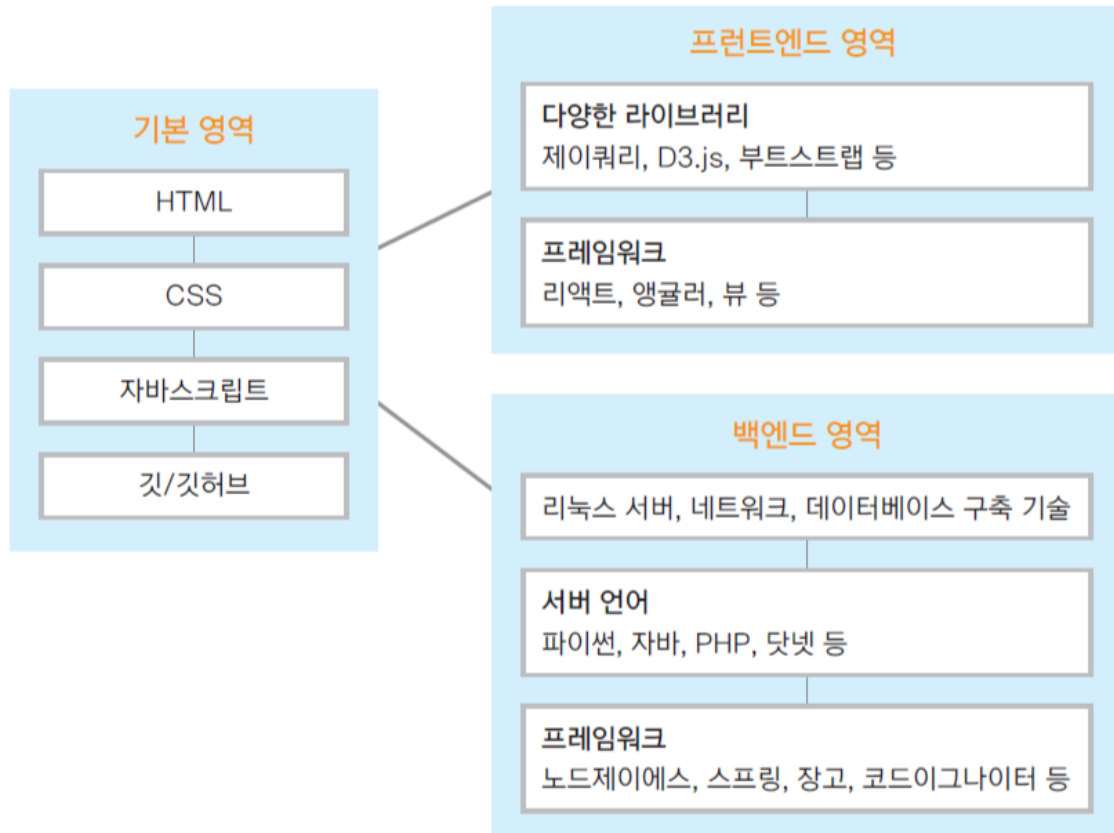 기본 영역
HTML
CSS
자바스크립트
깃/깃허브
프런트엔드 영역
다양한 라이브러리
제이쿼리, D3.js, 부트스트랩 등
프레임워크
리액트, 앵귤러, 뷰 등
백엔드 영역
리눅스 서버, 네트워크, 데이터베이스 구축 기술
서버 언어
파이썬, 자바, PHP, 닷넷 등
프레임워크
노드제이에스, 스프링, 장고, 코드이그나이터 등